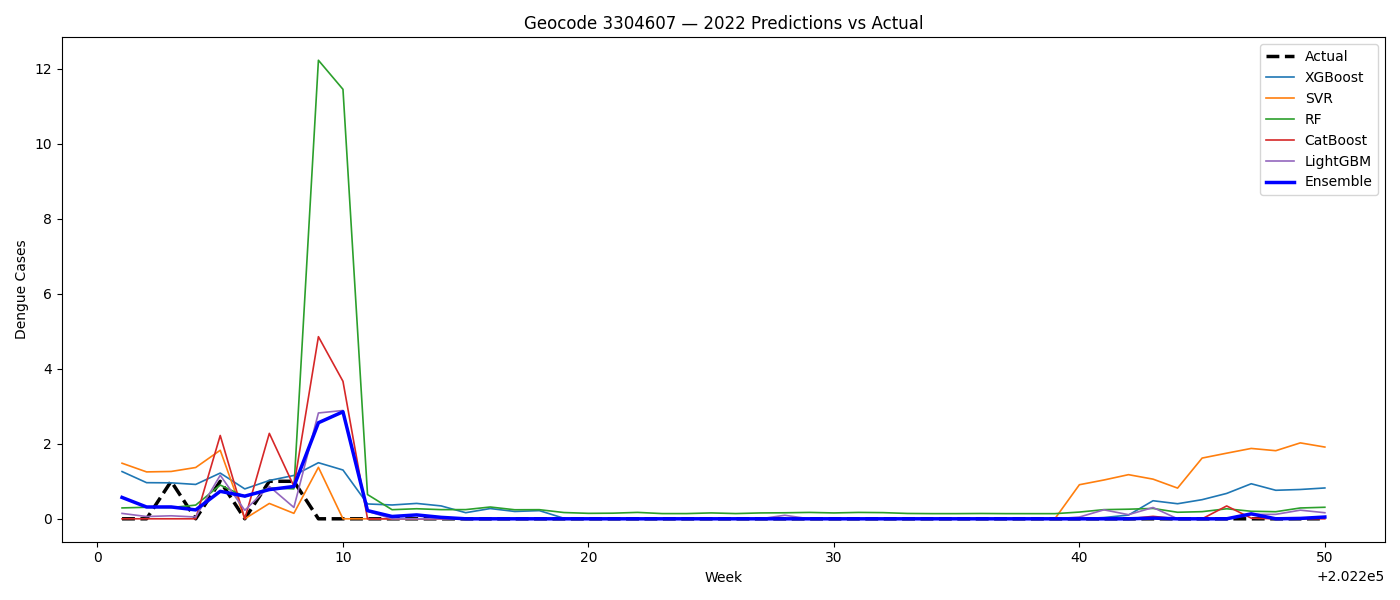 Geocode 3304607 — 2022 Predictions vs Actual
Dengue Cases
12
10
8
6
4
2
0
Actual
XGBoost
SVR
RF
CatBoost
LightGBM
Ensemble
0 10 20 30 40 50
Week
+2.022e5